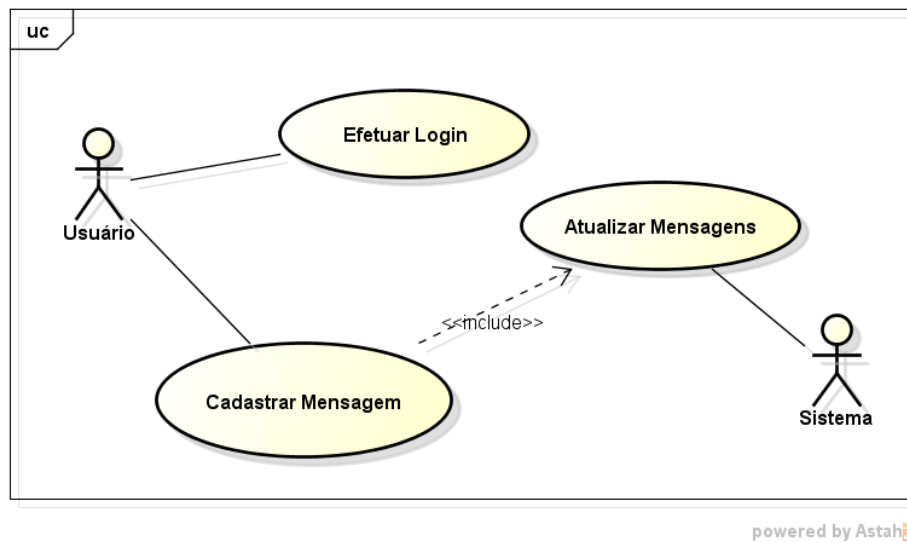 uc
Efetuar Login
Usuário
Atualizar Mensagens
<<include>>
Cadastrar Mensagem
Sistema
powered by Astah